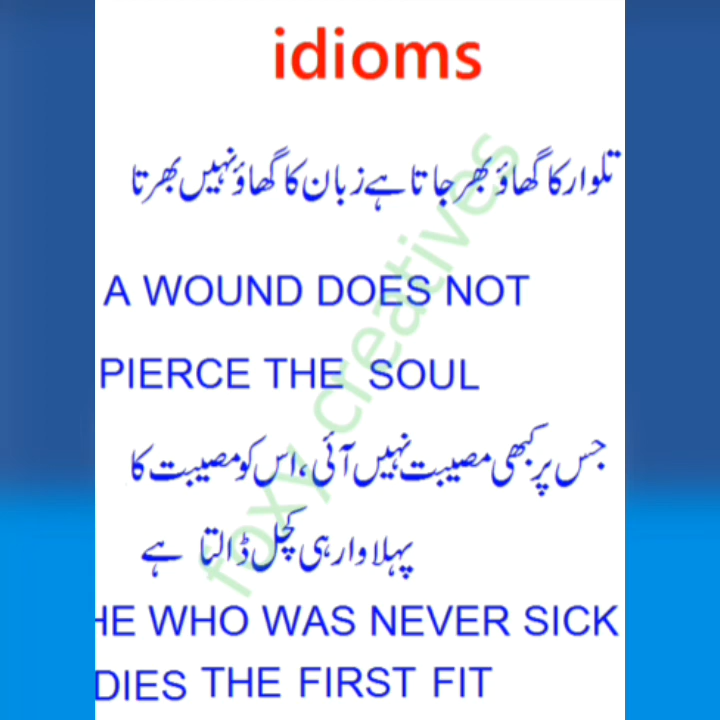 idioms
تلوار کا گھاؤ بھر جاتا ہے زبان کا گھاؤ نہیں بھرتا
A WOUND DOES NOT
PIERCE THE SOUL
جس پر کبھی مصیبت نہیں آئی، اس کو مصیبت کا
پہلا وار ہی کچل ڈالتا ہے
HE WHO WAS NEVER SICK
DIES THE FIRST FIT
foxy creatives